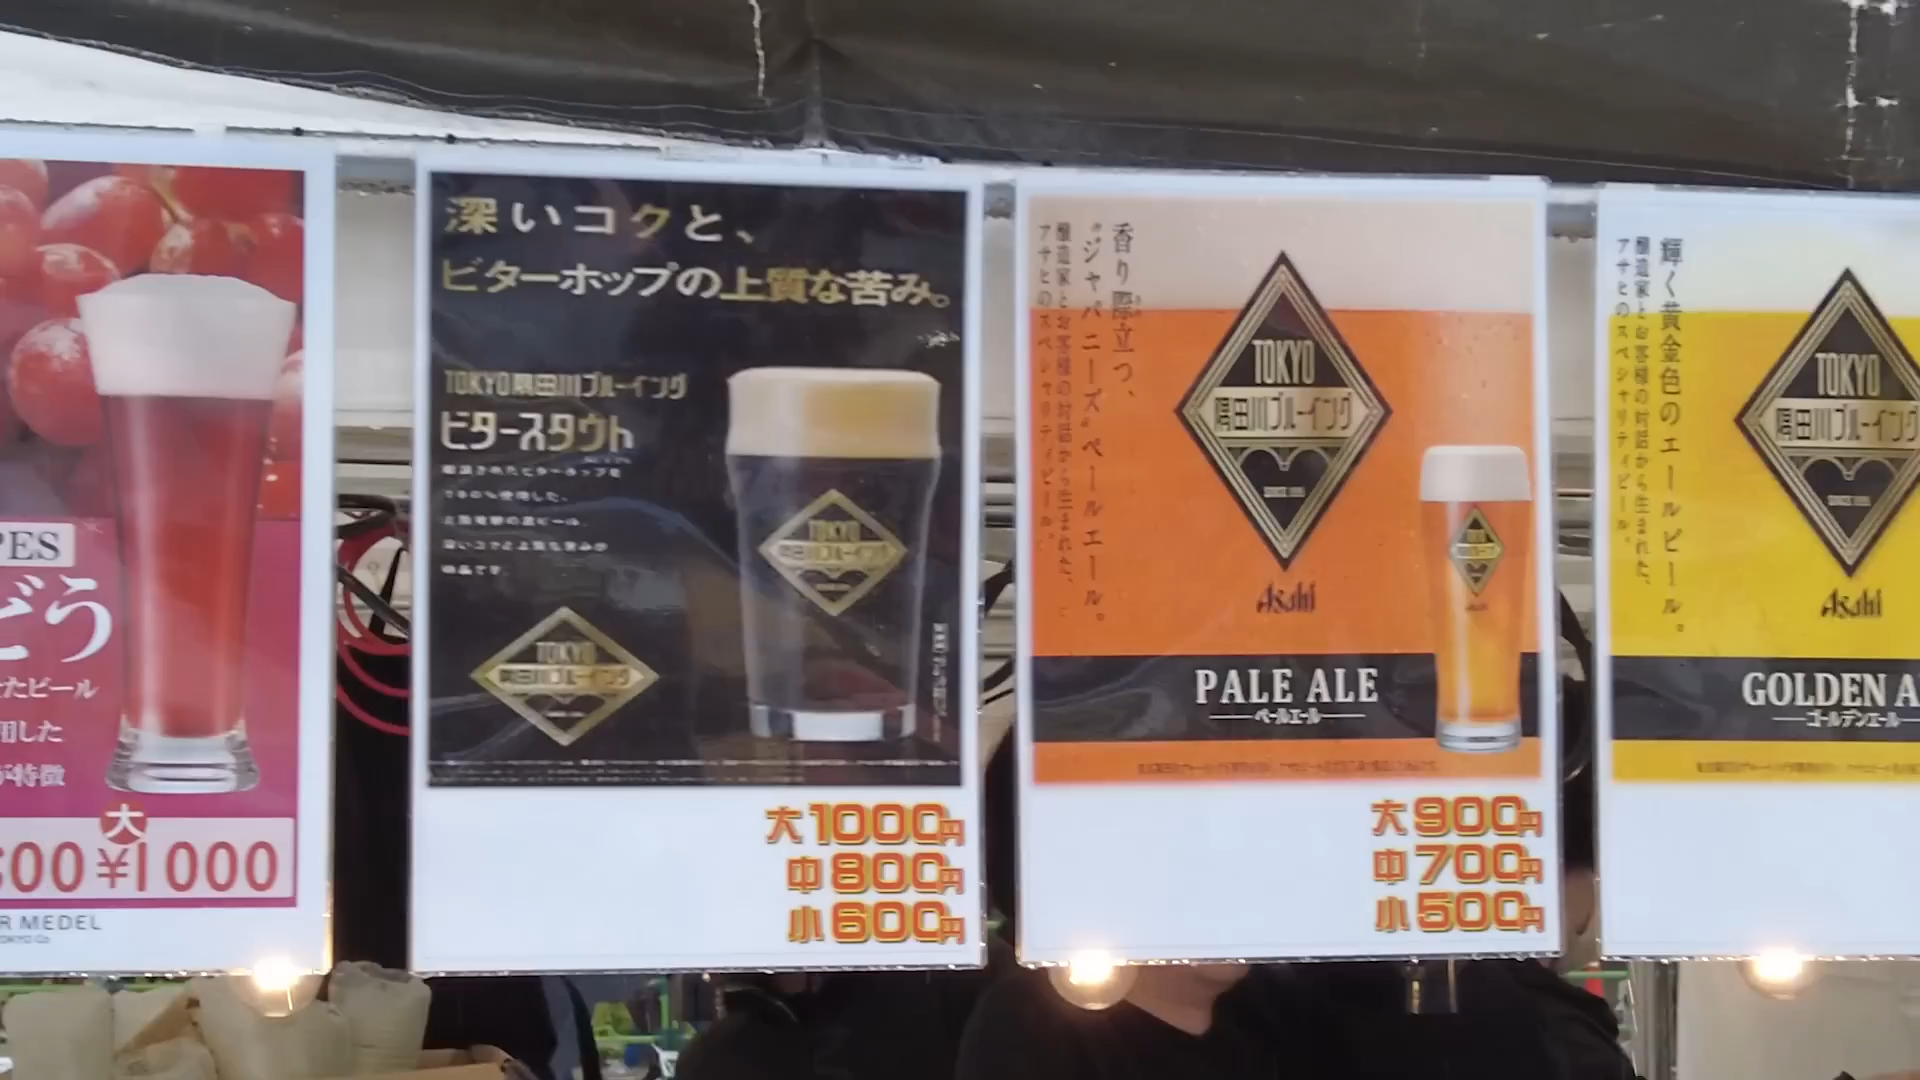 PES
どう
たビール
用した
が特徴
大
00 ¥1000
R MEDEL
深いコクと、
ビターホップの上質な苦み。
TOKYO隅田川ブルーイング
ビタースタウト
TOKYO
隅田川ブルーイング
TOKYO
隅田川ブルーイング
大1000円
中800円
小600円
香り際立つ、
“ジャパニーズ”ペールエール。
醸造家とお客様の対話から生まれた、
アサヒのスペシャリティビール。
TOKYO
隅田川ブルーイング
Asahi
PALE ALE
ペールエール
大900円
中700円
小500円
輝く黄金色のエールビール。
醸造家とお客様の対話から生まれた、
アサヒのスペシャリティビール。
TOKYO
隅田川ブルーイング
Asahi
GOLDEN A
ゴールデンエール